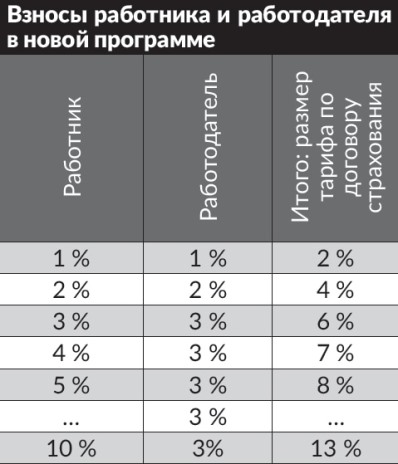 Взносы работника и работодателя
в новой программе
Работник
Работодатель
Итого: размер
тарифа по
договору
страхования
1 % 1 % 2 %
2 % 2 % 4 %
3 % 3 % 6 %
4 % 3 % 7 %
5 % 3 % 8 %
... 3 % ...
10 % 3% 13 %